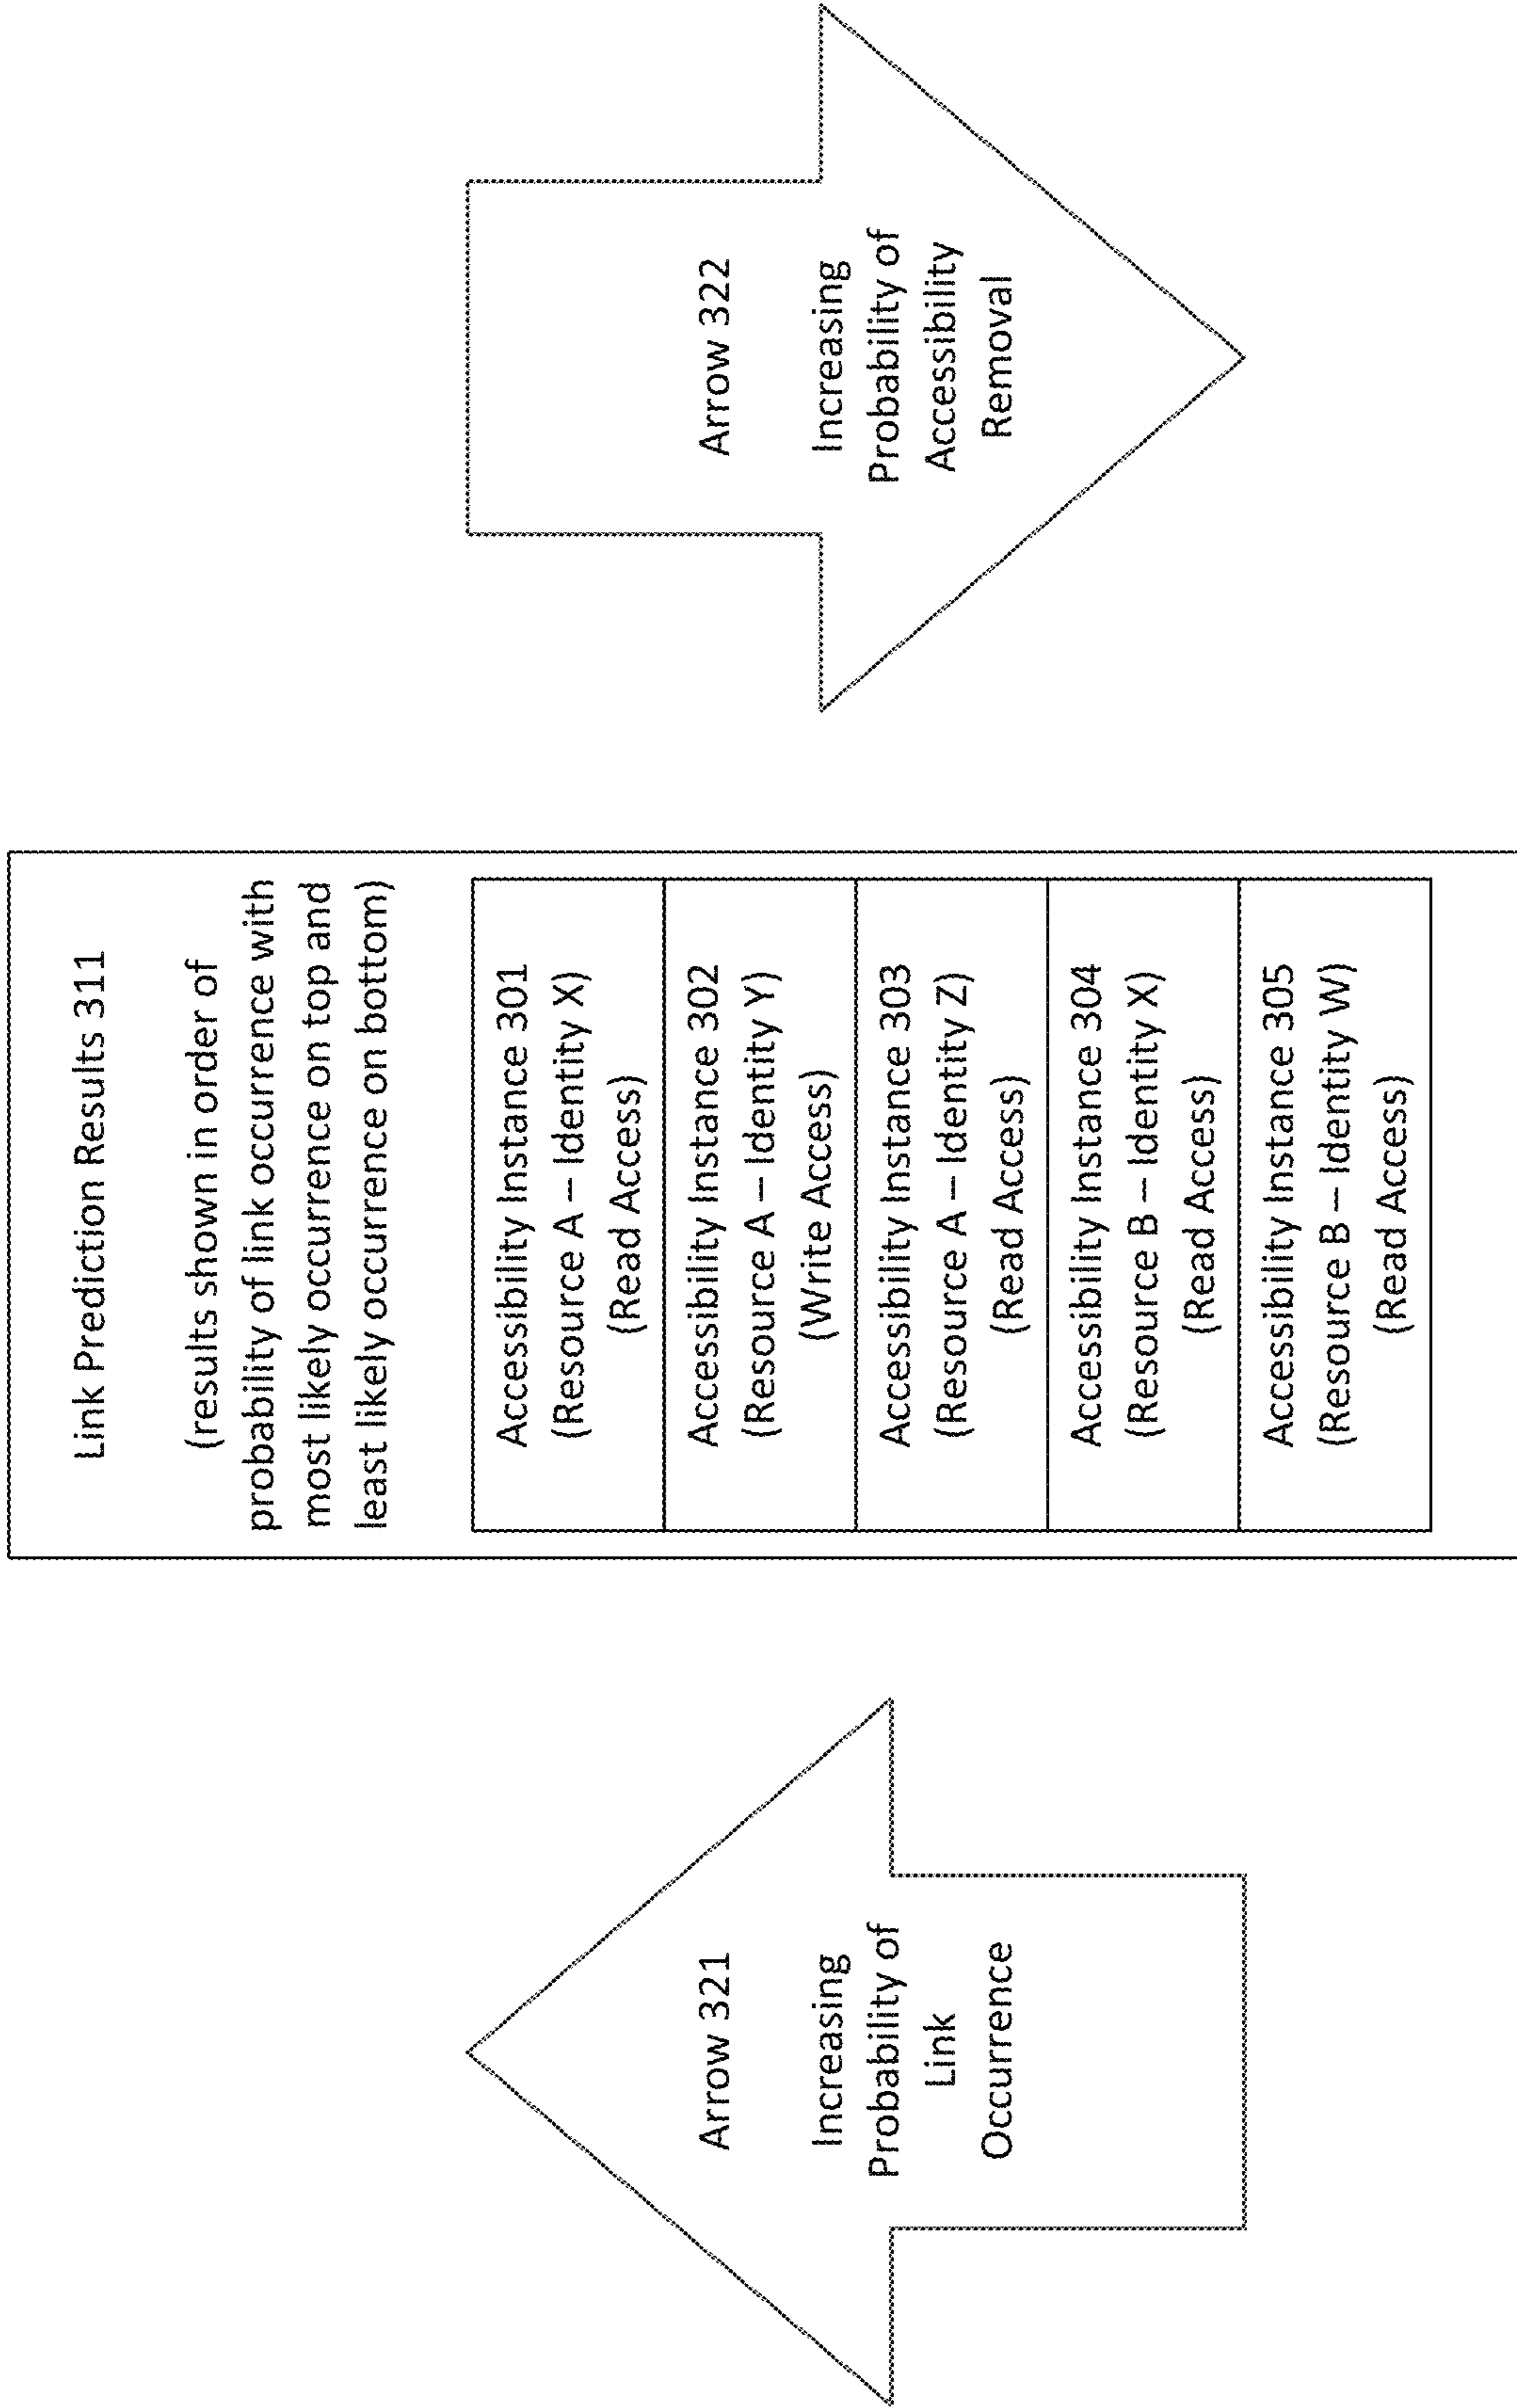 Arrow 321
Increasing
Probability of
Link
Occurrence
Link Prediction Results 311
(results shown in order of
probability of link occurrence with
most likely occurrence on top and
least likely occurrence on bottom)
Accessibility Instance 301
(Resource A – Identity X)
(Read Access)
Accessibility Instance 302
(Resource A – Identity Y)
(Write Access)
Accessibility Instance 303
(Resource A – Identity Z)
(Read Access)
Accessibility Instance 304
(Resource B – Identity X)
(Read Access)
Accessiblity Instance 305
(Resource B – Identity W)
(Read Access)
Arrow 322
Increasing
Probability of
Accessibility
Removal